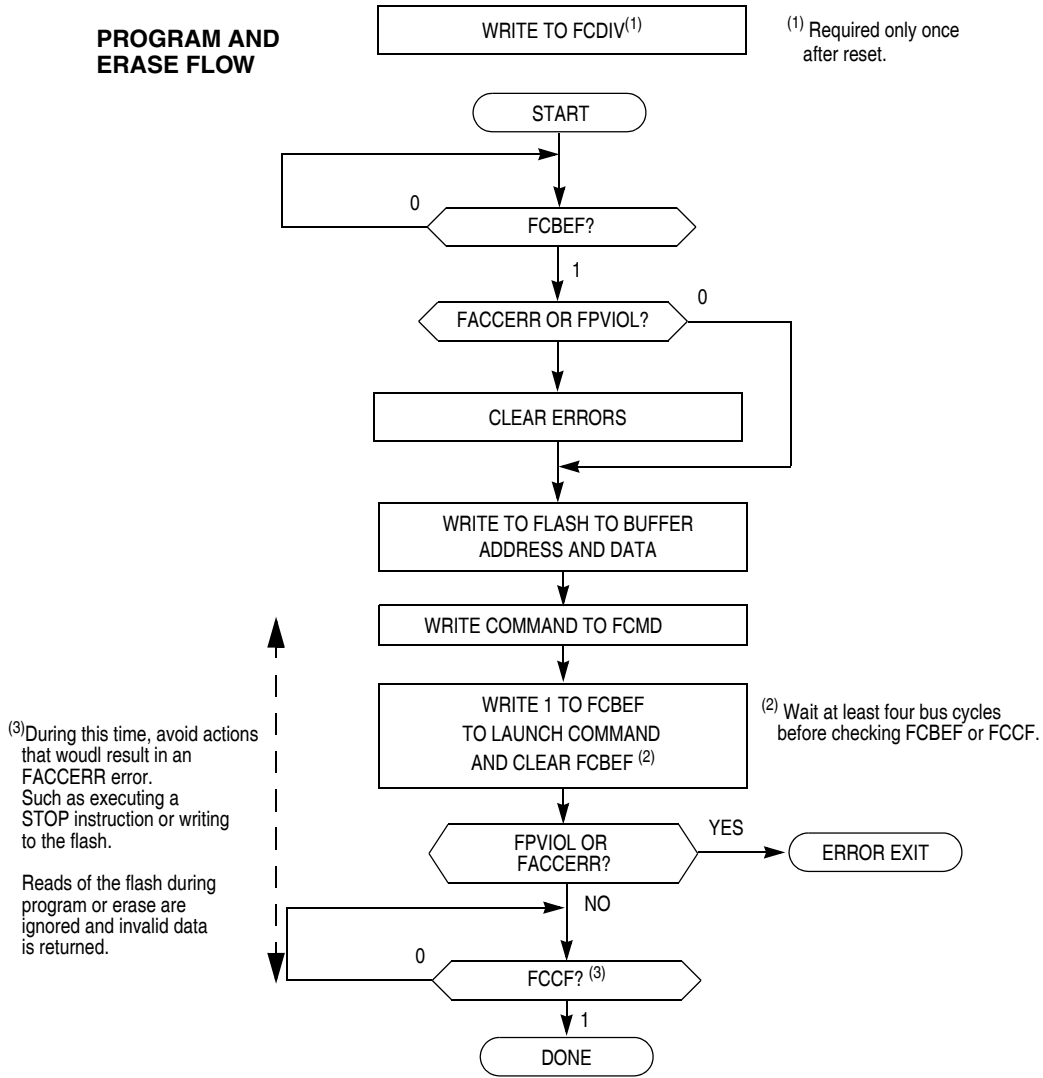 PROGRAM AND
ERASE FLOW
WRITE TO FCDIV(1)
(1) Required only once
after reset.
START
0
FCBEF?
1
0
FACCERR OR FPVIOL?
CLEAR ERRORS
WRITE TO FLASH TO BUFFER
ADDRESS AND DATA
WRITE COMMAND TO FCMD
WRITE 1 TO FCBEF
TO LAUNCH COMMAND
AND CLEAR FCBEF (2)
(2) Wait at least four bus cycles
before checking FCBEF or FCCF.
(3)During this time, avoid actions
that woudl result in an
FACCERR error.
Such as executing a
STOP instruction or writing
to the flash.
Reads of the flash during
program or erase are
ignored and invalid data
is returned.
FPVIOL OR
FACCERR?
YES
ERROR EXIT
NO
0
FCCF? (3)
1
DONE